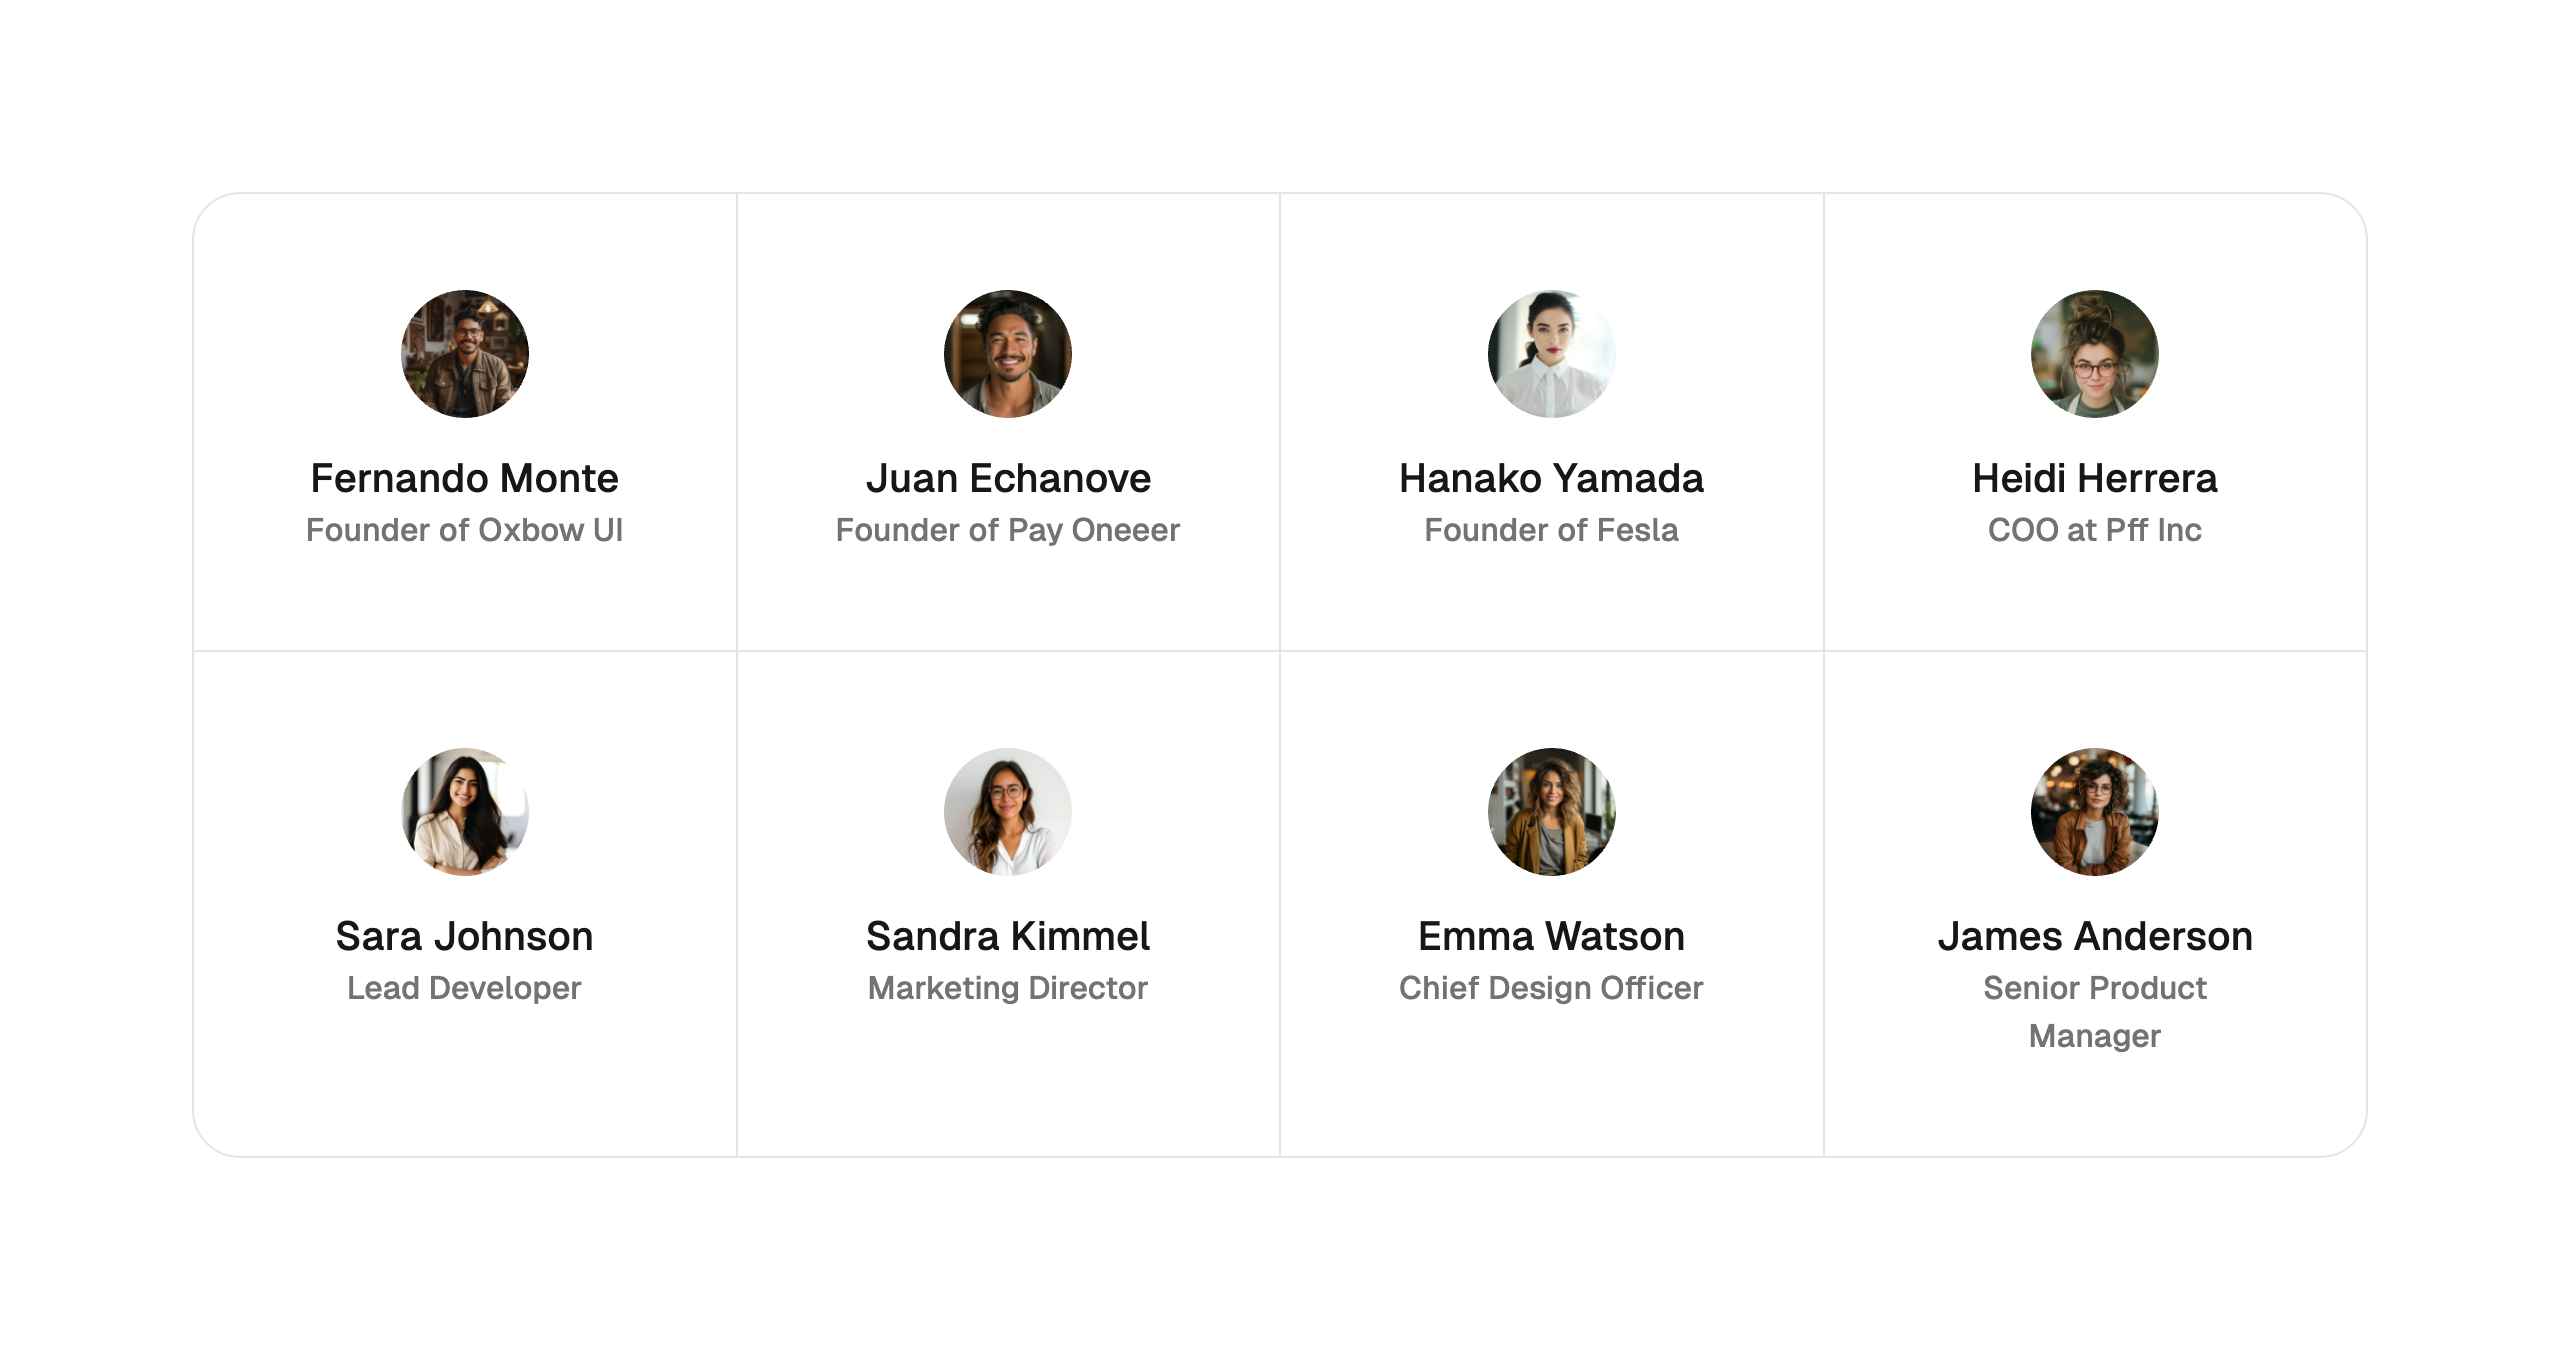 Fernando Monte
Founder of Oxbow UI
Juan Echanove
Founder of Pay Oneeer
Hanako Yamada
Founder of Fesla
Heidi Herrera
COO at Pff Inc
Sara Johnson
Lead Developer
Sandra Kimmel
Marketing Director
Emma Watson
Chief Design Officer
James Anderson
Senior Product
Manager